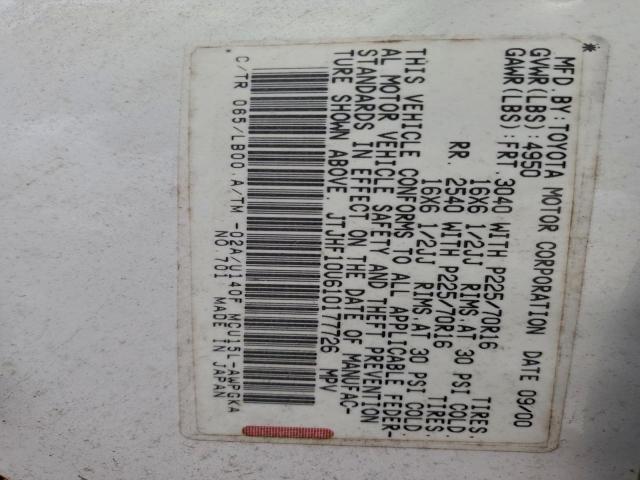 MFD.BY:TOYOTA MOTOR CORPORATION DATE 09/00
GVWR(LBS):4950
GAWR(LBS):FRT. 3040 WITH P225/70R16 TIRES,
16X6 1/2JJ RIMS,AT 30 PSI COLD.
RR. 2540 WITH P225/70R16 TIRES,
16X6 1/2JJ RIMS,AT 30 PSI COLD.
THIS VEHICLE CONFORMS TO ALL APPLICABLE FEDER-
AL MOTOR VEHICLE SAFETY AND THEFT PREVENTION
STANDARDS IN EFFECT ON THE DATE OF MANUFAC-
TURE SHOWN ABOVE. JTJHF10U610177726 MPV
*
C/TR 065/LB00 A/TM -02A/U140F MCU15L-AWPGKA
NO 701 MADE IN JAPAN